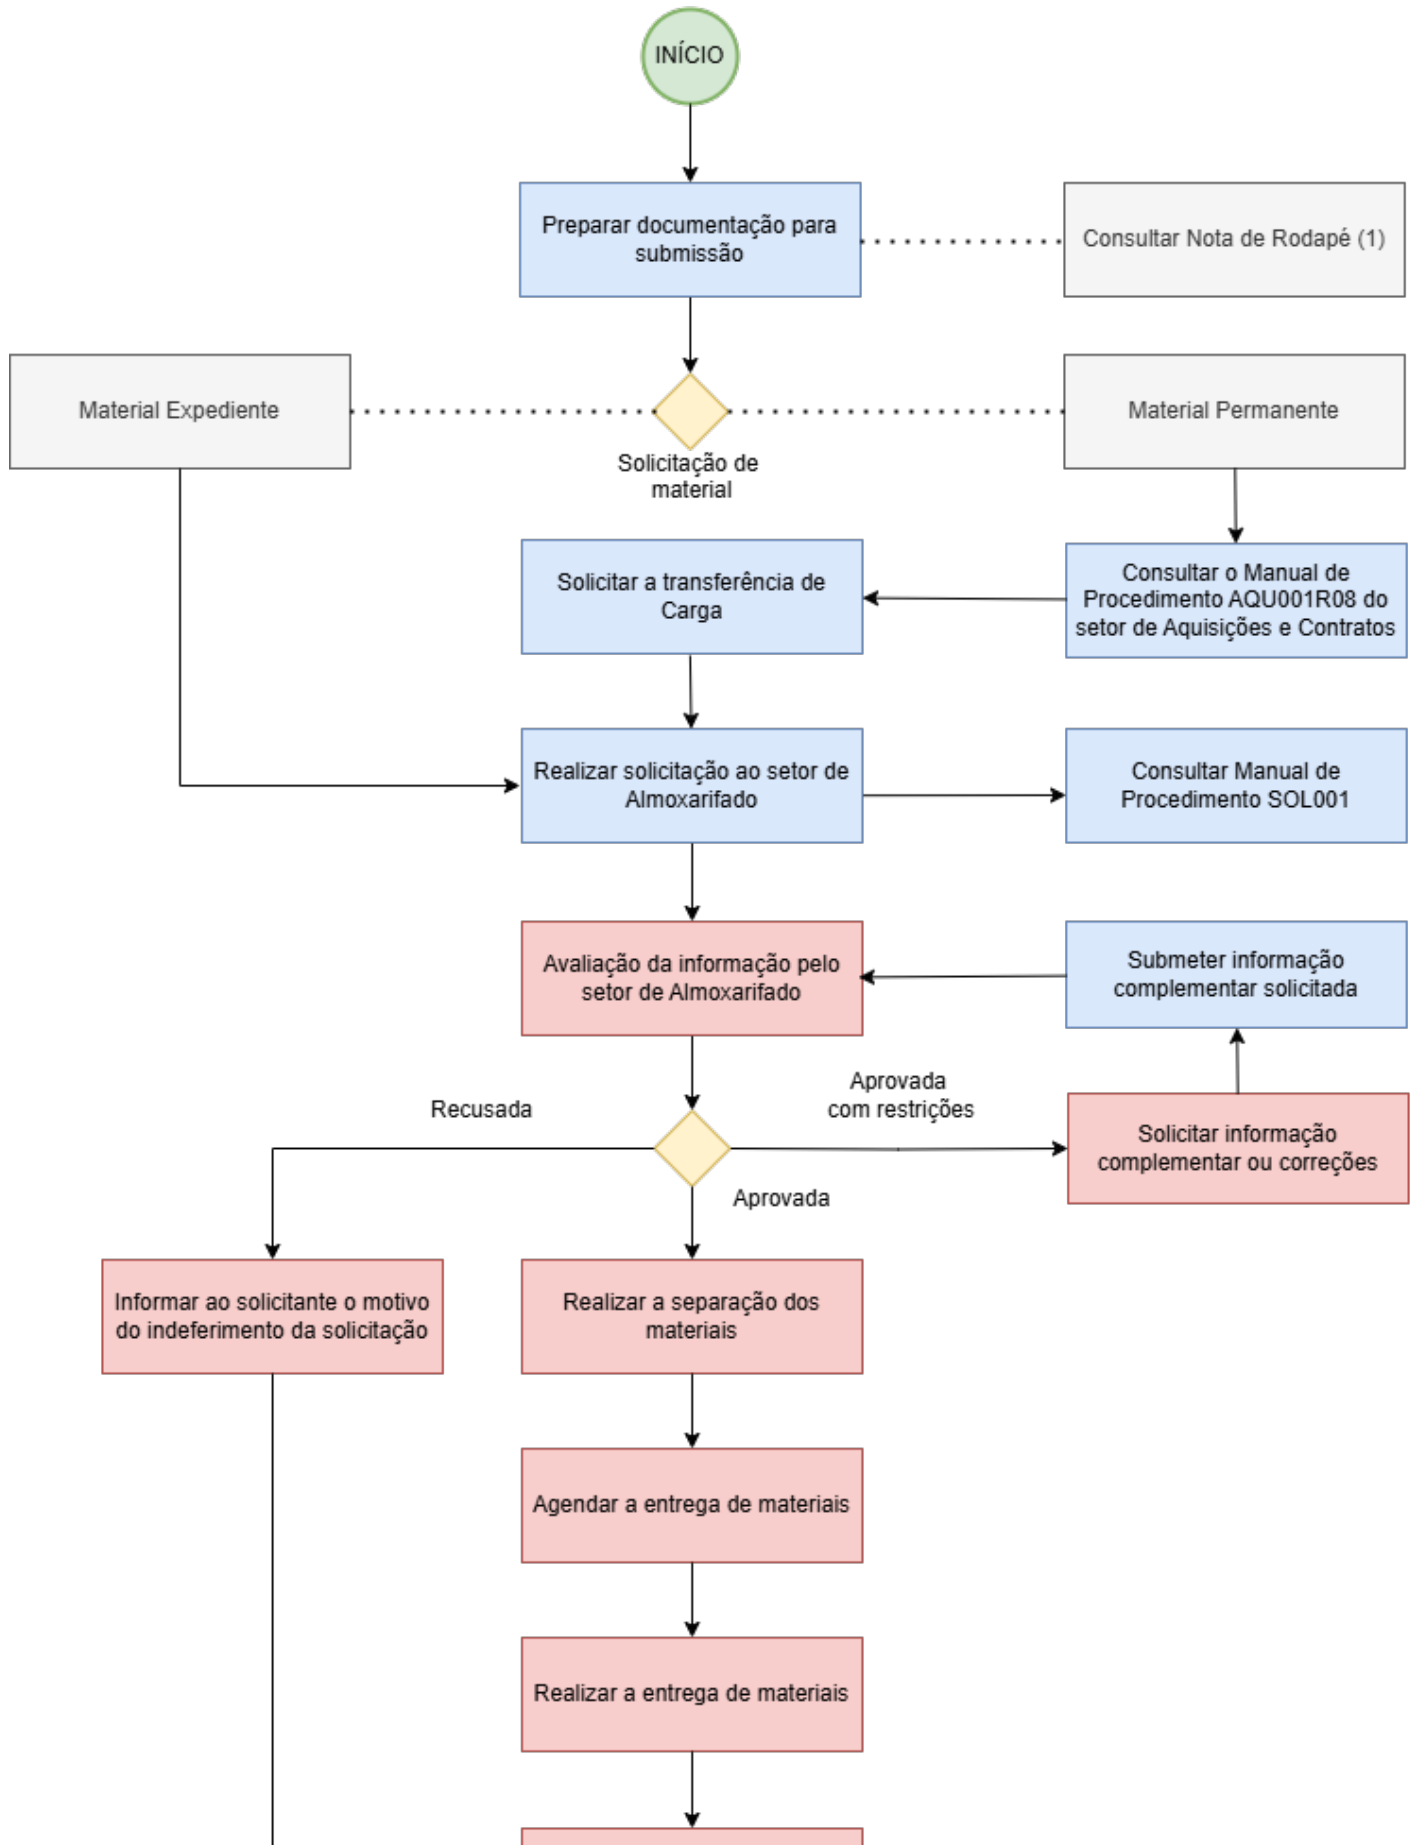 INÍCIO
Preparar documentação para
submissão
Consultar Nota de Rodapé (1)
Material Expediente
Solicitação de
material
Material Permanente
Solicitar a transferência de
Carga
Consultar o Manual de
Procedimento AQU001R08 do
setor de Aquisições e Contratos
Realizar solicitação ao setor de
Almoxarifado
Consultar Manual de
Procedimento SOL001
Avaliação da informação pelo
setor de Almoxarifado
Submeter informação
complementar solicitada
Recusada
Aprovada
com restrições
Aprovada
Solicitar informação
complementar ou correções
Informar ao solicitante o motivo
do indeferimento da solicitação
Realizar a separação dos
materiais
Agendar a entrega de materiais
Realizar a entrega de materiais